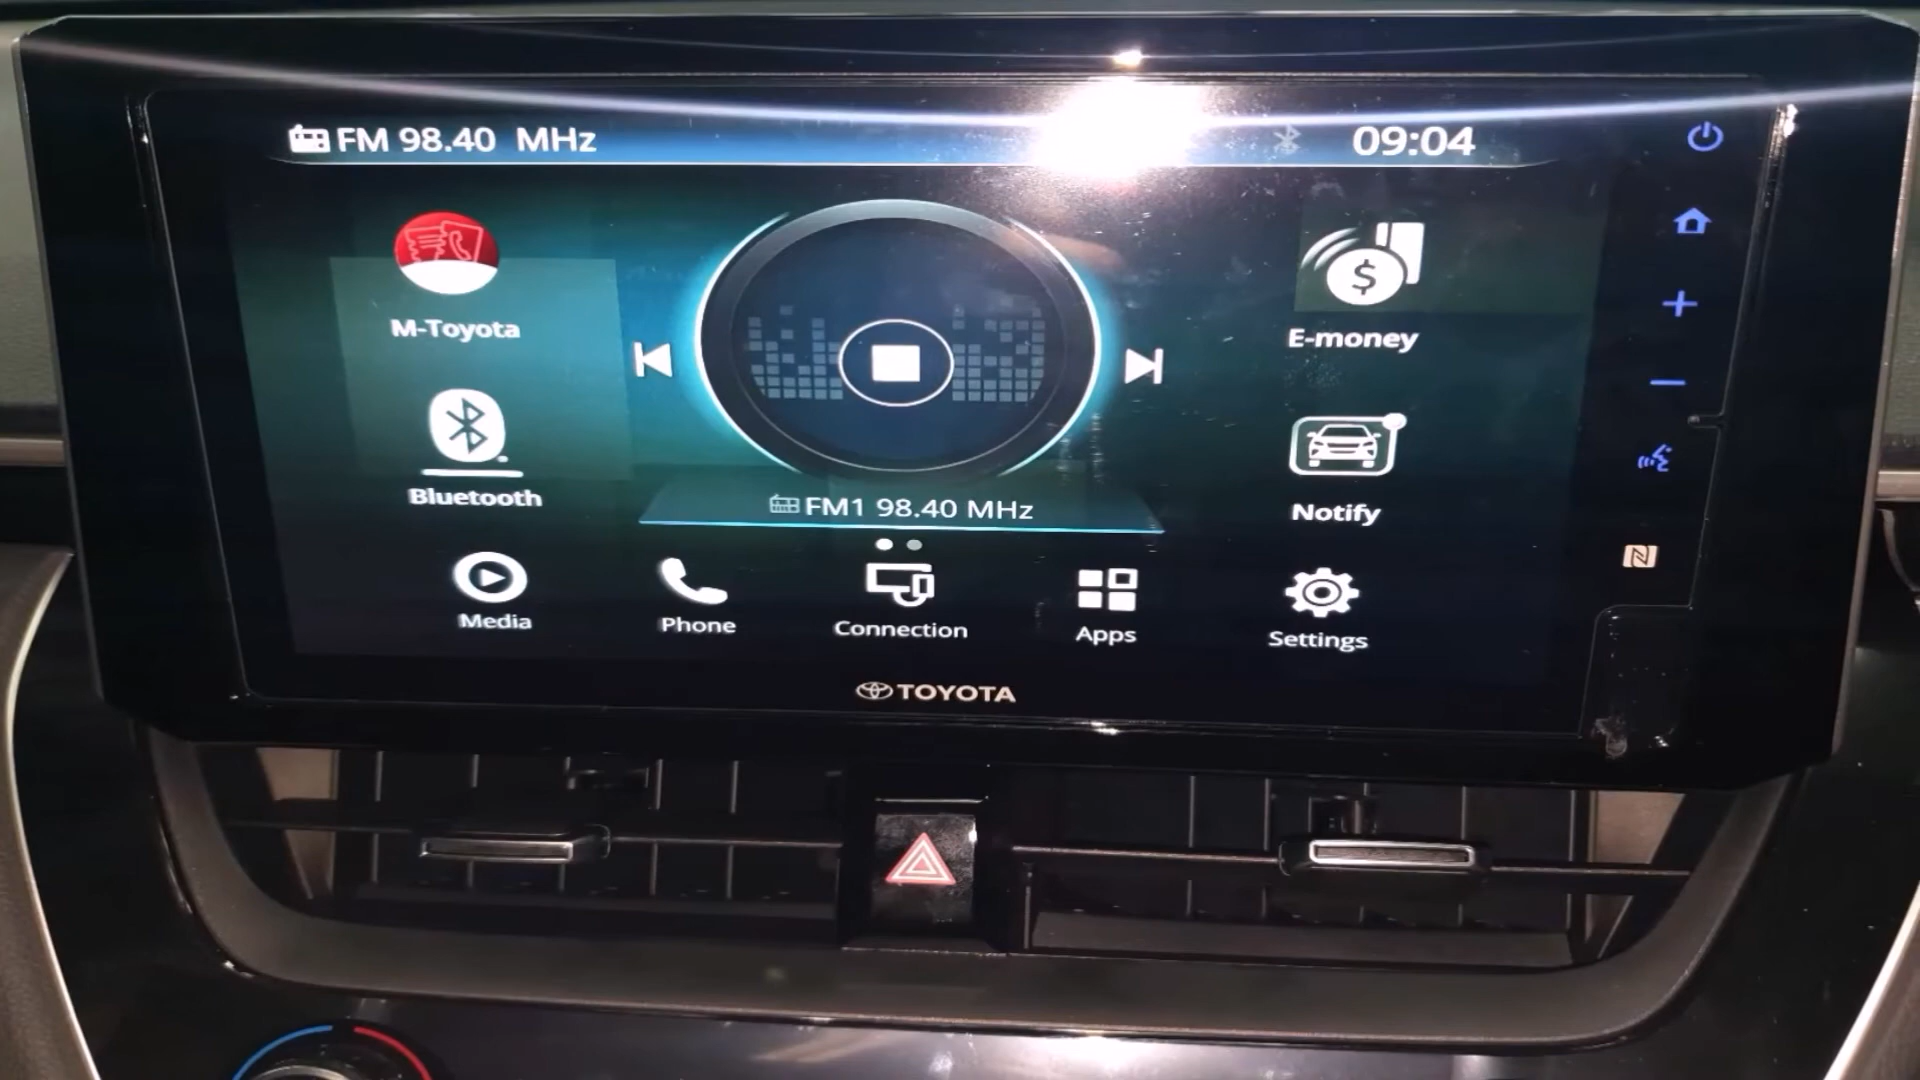 FM 98.40 MHz
09:04
M-Toyota
E-money
Bluetooth
Notify
FM1 98.40 MHz
Media
Phone
Connection
Apps
Settings
TOYOTA